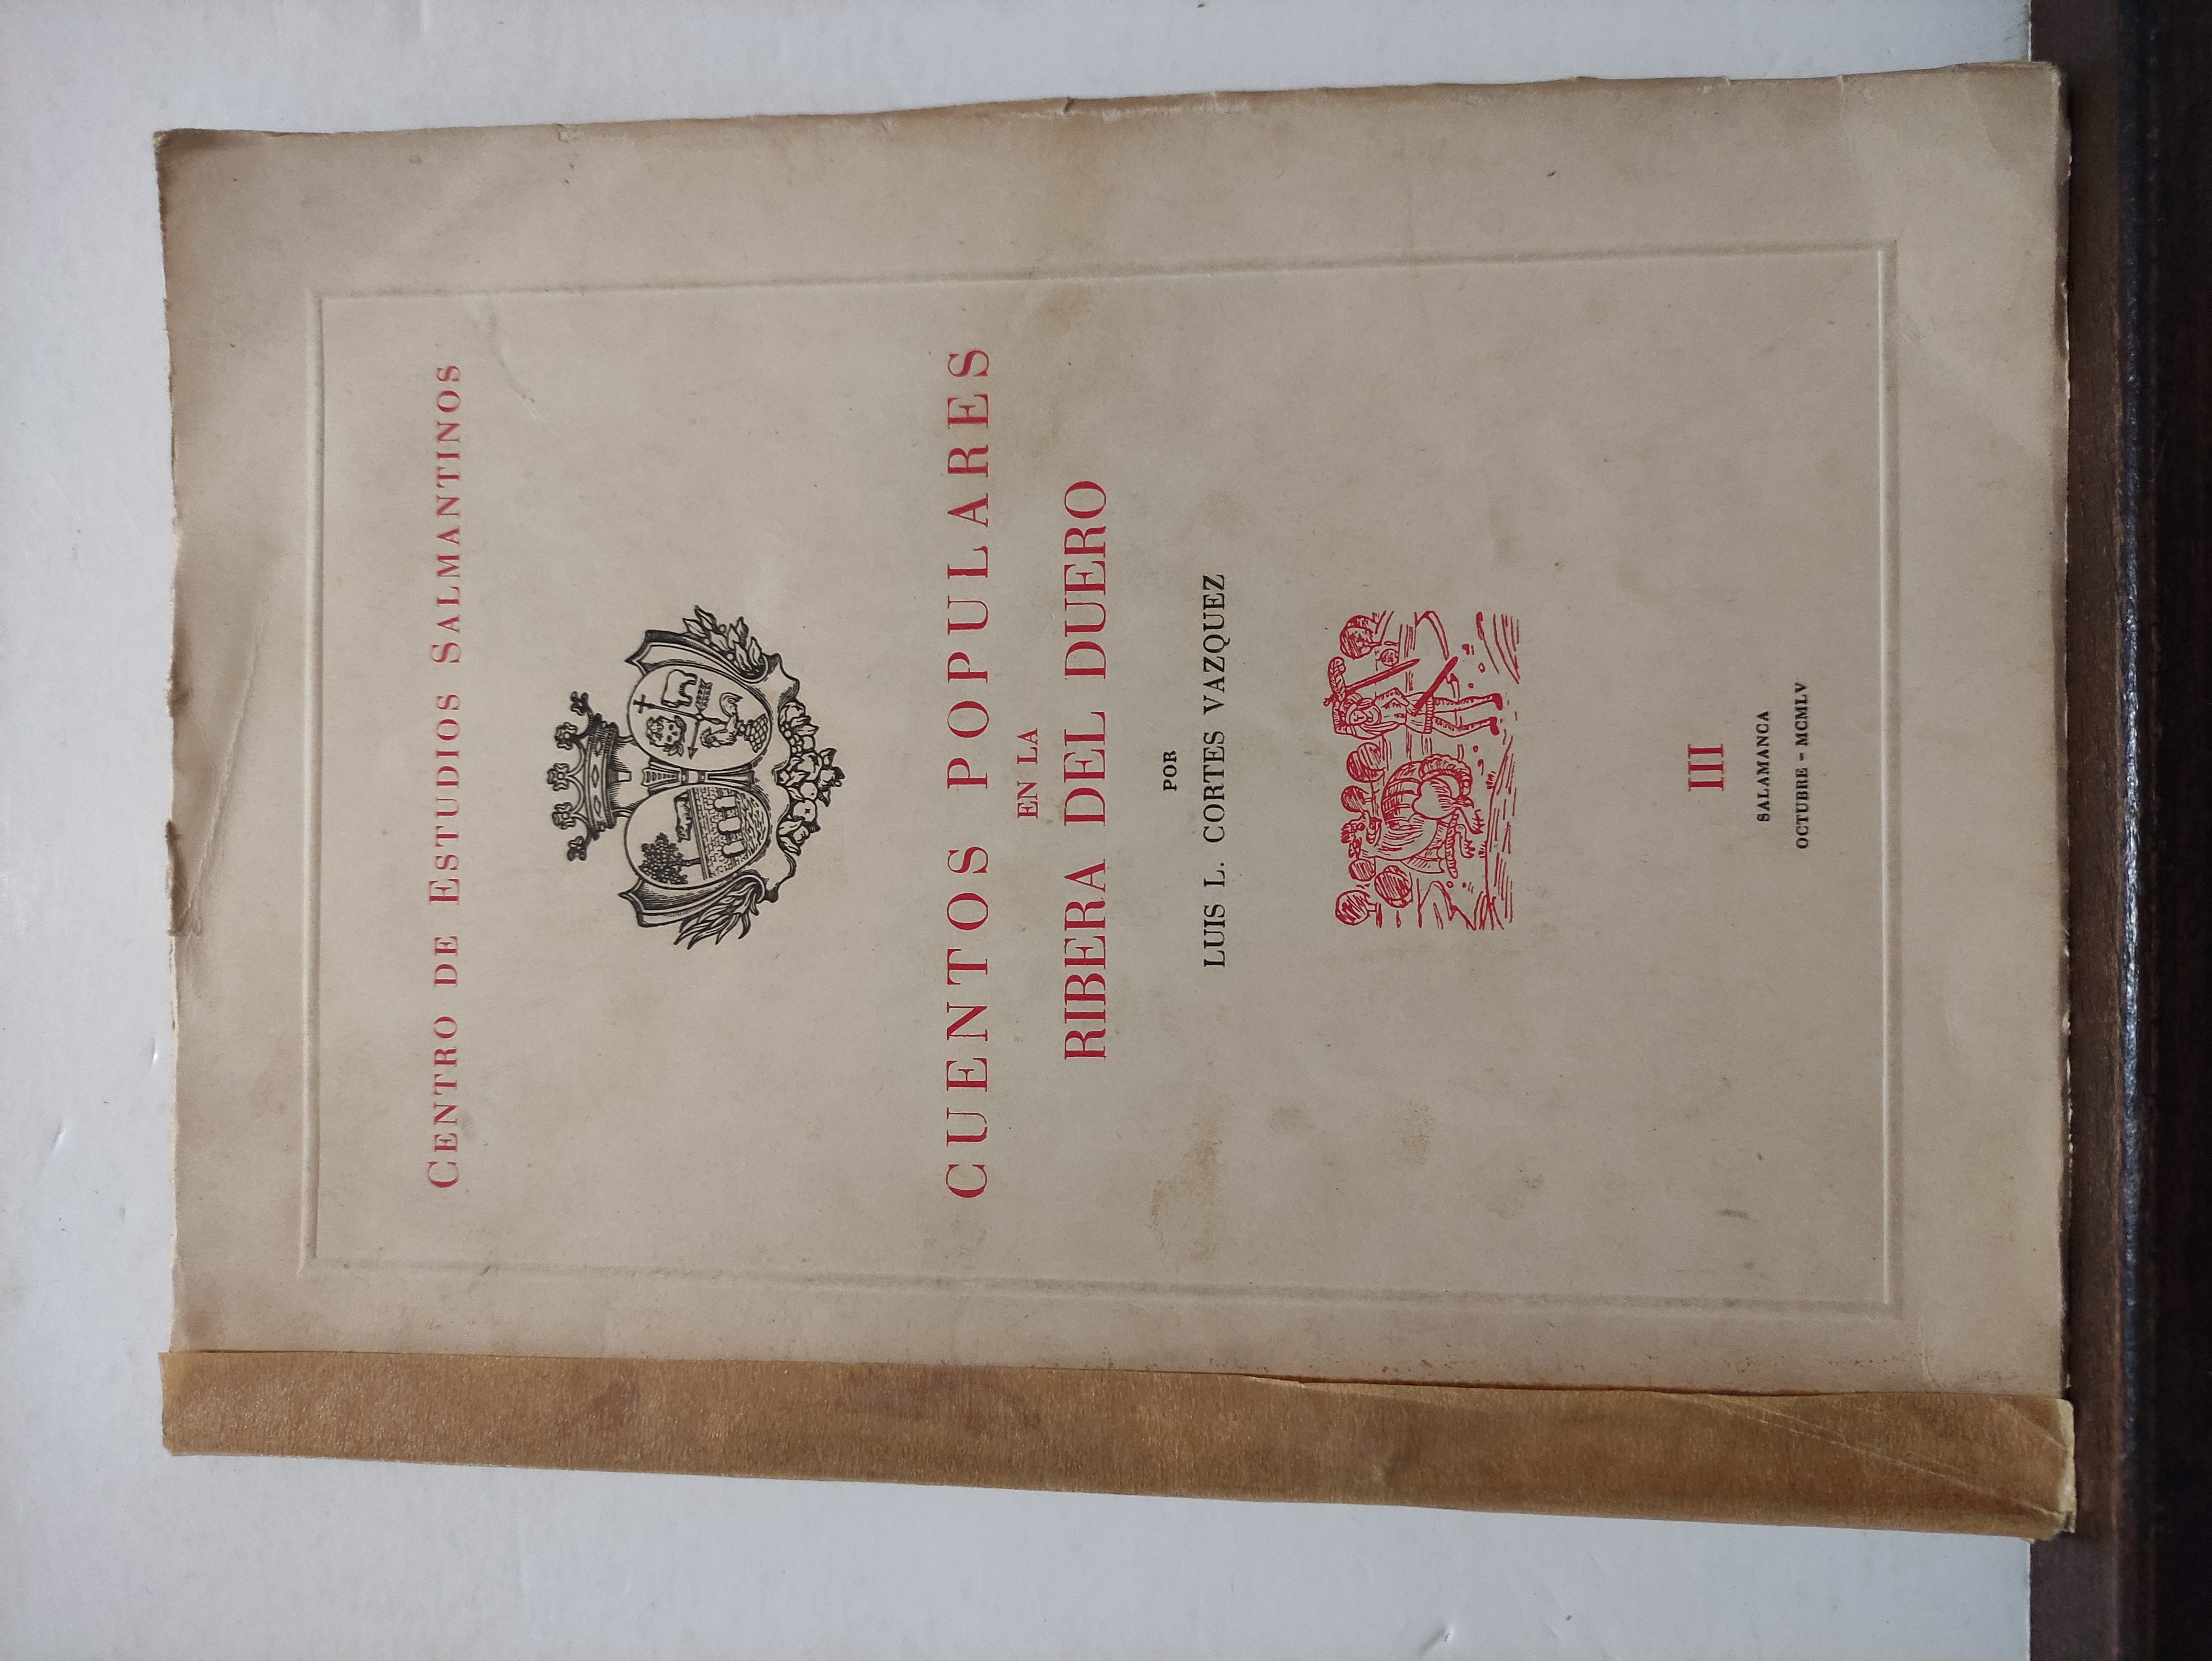 CENTRO DE ESTUDIOS SALMANTINOS
CUENTOS POPULARES
EN LA
RIBERA DEL DUERO
POR
LUIS L. CORTES VAZQUEZ
III
SALAMANCA
OCTUBRE - MCMLV